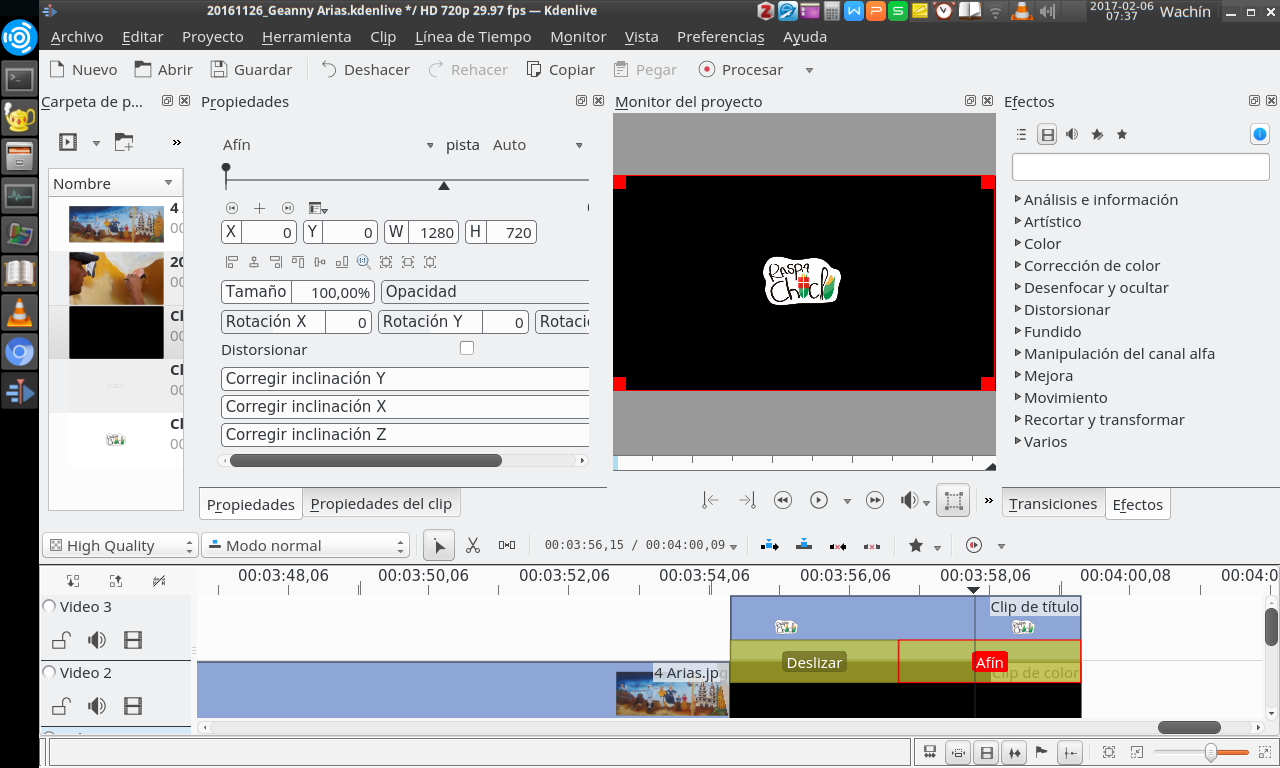 20161126_Geanny Arias.kdenlive */ HD 720p 29.97 fps — Kdenlive
2017-02-06
07:37
Wachín
Archivo Editar Proyecto Herramienta Clip Línea de Tiempo Monitor Vista Preferencias Ayuda
Nuevo Abrir Guardar Deshacer Rehacer Copiar Pegar Procesar
Carpeta de p... Propiedades Monitor del proyecto Efectos
»
Nombre
4
00
20
00
Cl
00
Cl
00
Cl
00
Afín pista Auto
X 0 Y 0 W 1280 H 720
Tamaño 100,00% Opacidad
Rotación X 0 Rotación Y 0 Rotació
Distorsionar
Corregir inclinación Y
Corregir inclinación X
Corregir inclinación Z
Propiedades Propiedades del clip
Raspa
Chuch
»
Análisis e información
Artístico
Color
Corrección de color
Desenfocar y ocultar
Distorsionar
Fundido
Manipulación del canal alfa
Mejora
Movimiento
Recortar y transformar
Varios
Transiciones Efectos
High Quality Modo normal 00:03:56,15 / 00:04:00,09
00:03:48,06 00:03:50,06 00:03:52,06 00:03:54,06 00:03:56,06 00:03:58,06 00:04:00,08 00:04:0
Video 3
Clip de título
Deslizar Afín
Video 2
4 Arias.jpg
Clip de color